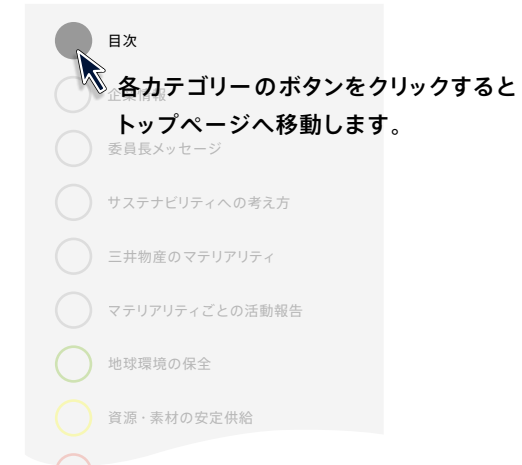 目次
各カテゴリーのボタンをクリックすると
企業情報
トップページへ移動します。
委員長メッセージ
サステナビリティへの考え方
三井物産のマテリアリティ
マテリアリティごとの活動報告
地球環境の保全
資源・素材の安定供給